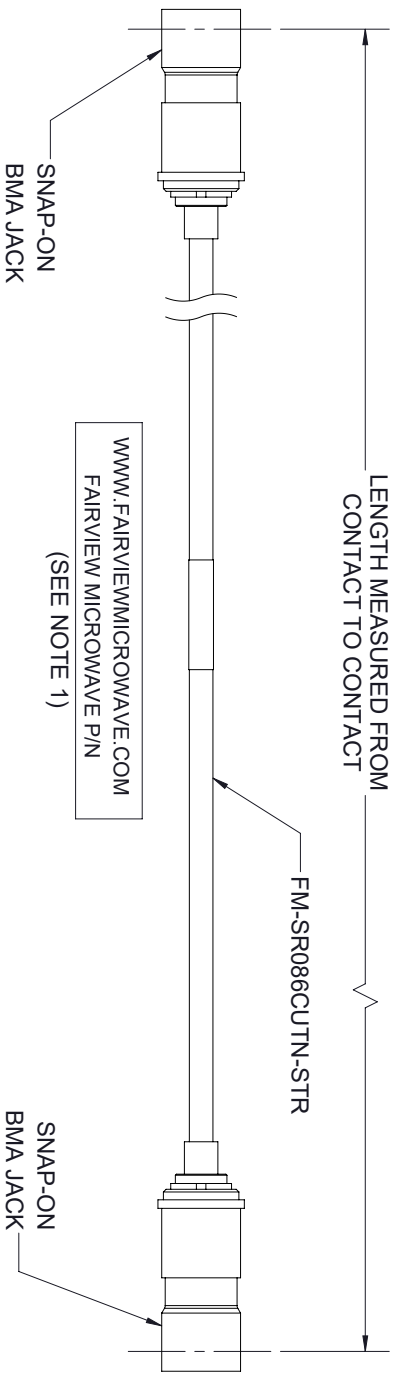 LENGTH MEASURED FROM
CONTACT TO CONTACT
FM-SR086CUTN-STR
SNAP-ON
BMA JACK
WWW.FAIRVIEWMICROWAVE.COM
FAIRVIEW MICROWAVE P/N
(SEE NOTE 1)
SNAP-ON
BMA JACK